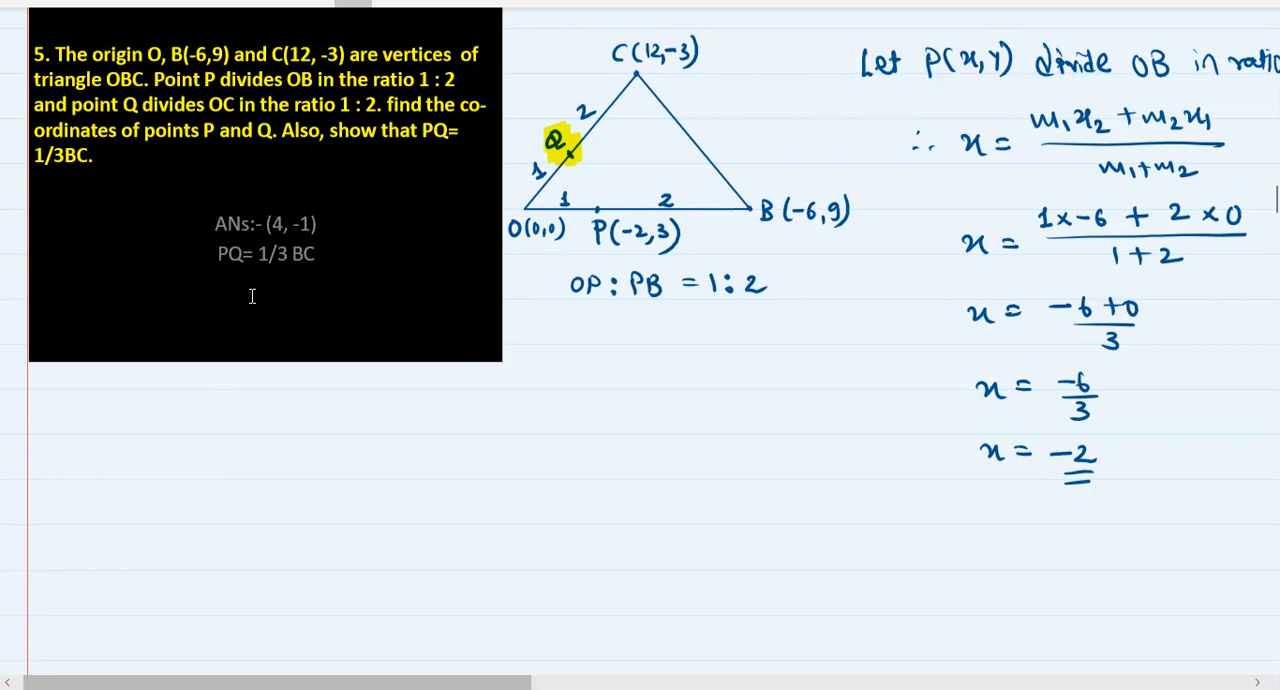 5. The origin O, B(-6,9) and C(12, -3) are vertices of
triangle OBC. Point P divides OB in the ratio 1 : 2
and point Q divides OC in the ratio 1 : 2. find the co-
ordinates of points P and Q. Also, show that PQ=
1/3BC.
ANs:- (4, -1)
PQ= 1/3 BC
C(12,-3)
2
Q
1
1
2
O(0,0)
P(-2,3)
B(-6,9)
OP : PB = 1 : 2
Let P(x,y) divide OB in ratio
∴ x = m₁x₂ + m₂x₁
m₁+m₂
x = 1×-6 + 2×0
1+2
x = -6+0
3
x = -6
3
x = -2